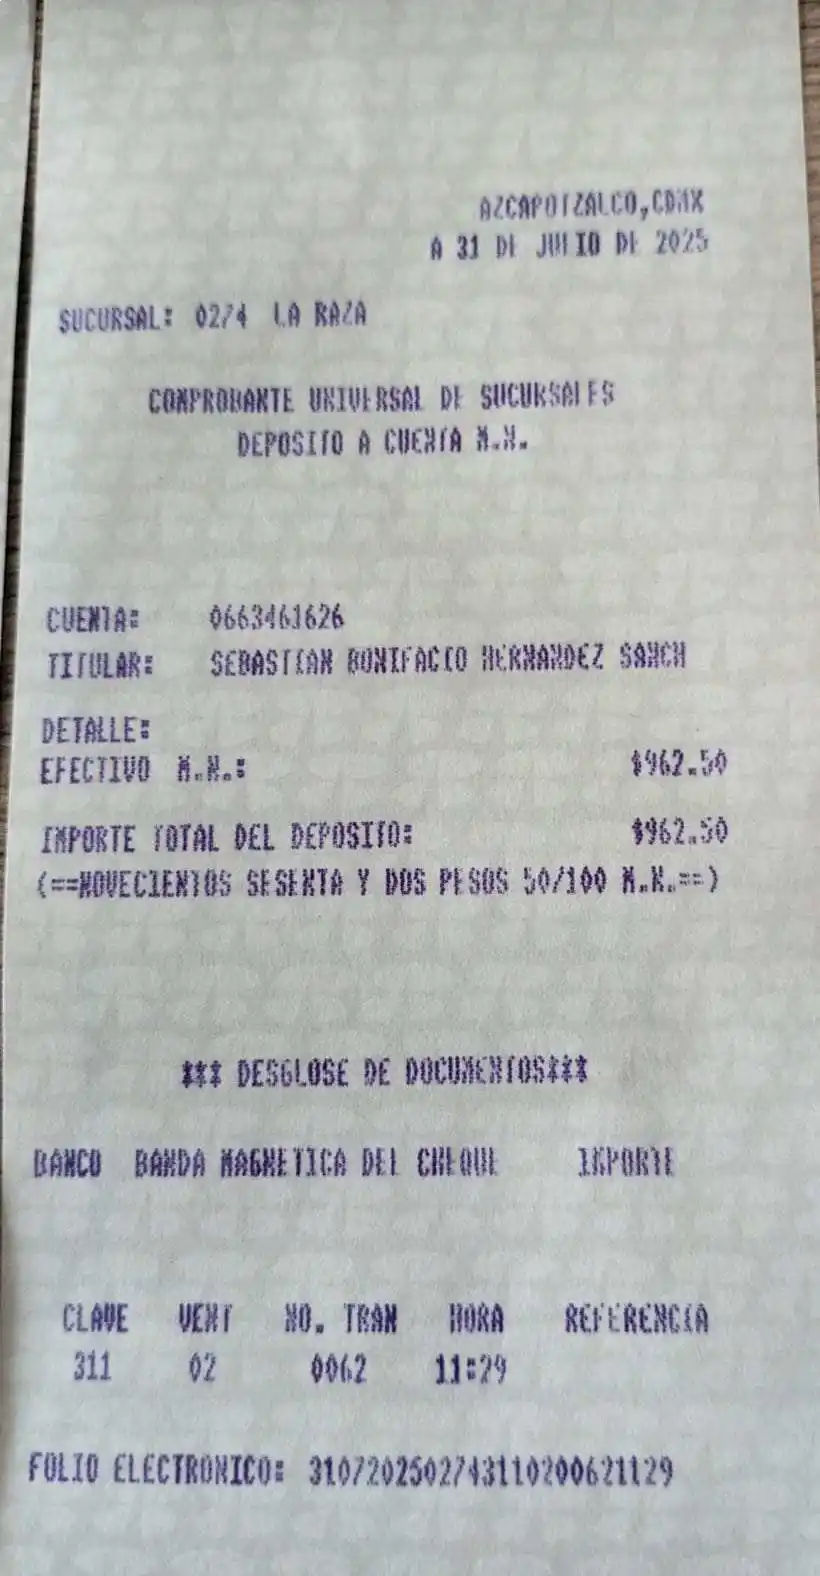 AZCAPOTZALCO,CDMX
A 31 DE JULIO DE 2025
SUCURSAL: 0274 LA RAZA
COMPROBANTE UNIVERSAL DE SUCURSALES
DEPOSITO A CUENTA M.N.
CUENTA: 0663461626
TITULAR: SEBASTIAN BONIFACIO HERNANDEZ SANCH
DETALLE:
EFECTIVO M.N.: $962.50
IMPORTE TOTAL DEL DEPOSITO: $962.50
(==NOVECIENTOS SESENTA Y DOS PESOS 50/100 M.N.==)
*** DESGLOSE DE DOCUMENTOS***
BANCO BANDA MAGNETICA DEL CHEQUE IMPORTE
CLAVE VENT NO. TRAN HORA REFERENCIA
311 02 0062 11:29
FOLIO ELECTRONICO: 3107202502743110200621129